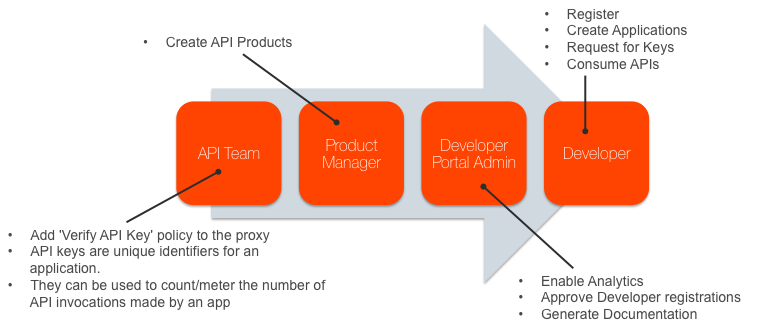 • Register
• Create Applications
• Request for Keys
• Consume APIs
• Create API Products
API Team
Product
Manager
Developer
Portal Admin
Developer
• Add 'Verify API Key' policy to the proxy
• API keys are unique identifiers for an
application.
• They can be used to count/meter the number of
API invocations made by an app
• Enable Analytics
• Approve Developer registrations
• Generate Documentation